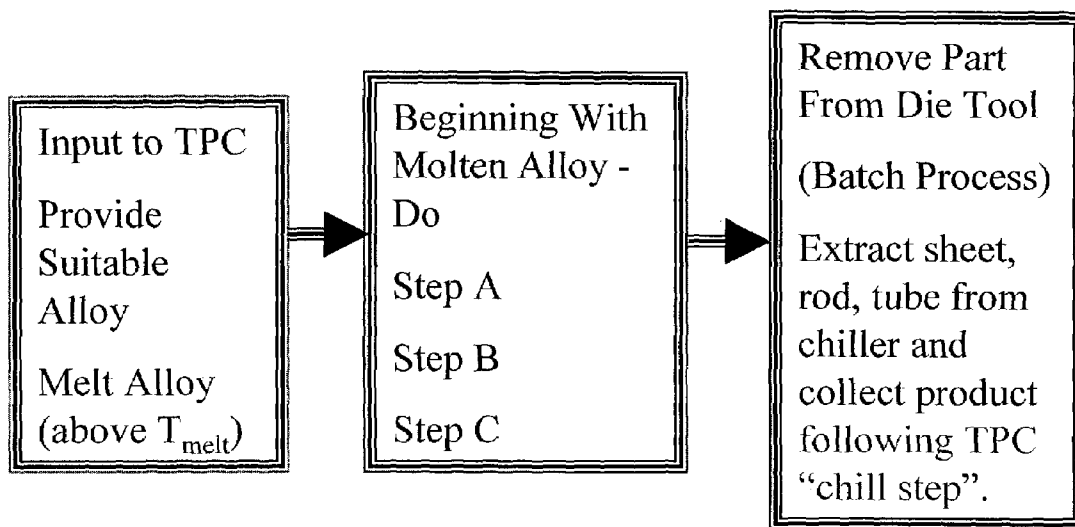 Input to TPC
Provide
Suitable
Alloy
Melt Alloy
(above Tmelt)
Beginning With
Molten Alloy -
Do
Step A
Step B
Step C
Remove Part
From Die Tool
(Batch Process)
Extract sheet,
rod, tube from
chiller and
collect product
following TPC
“chill step”.